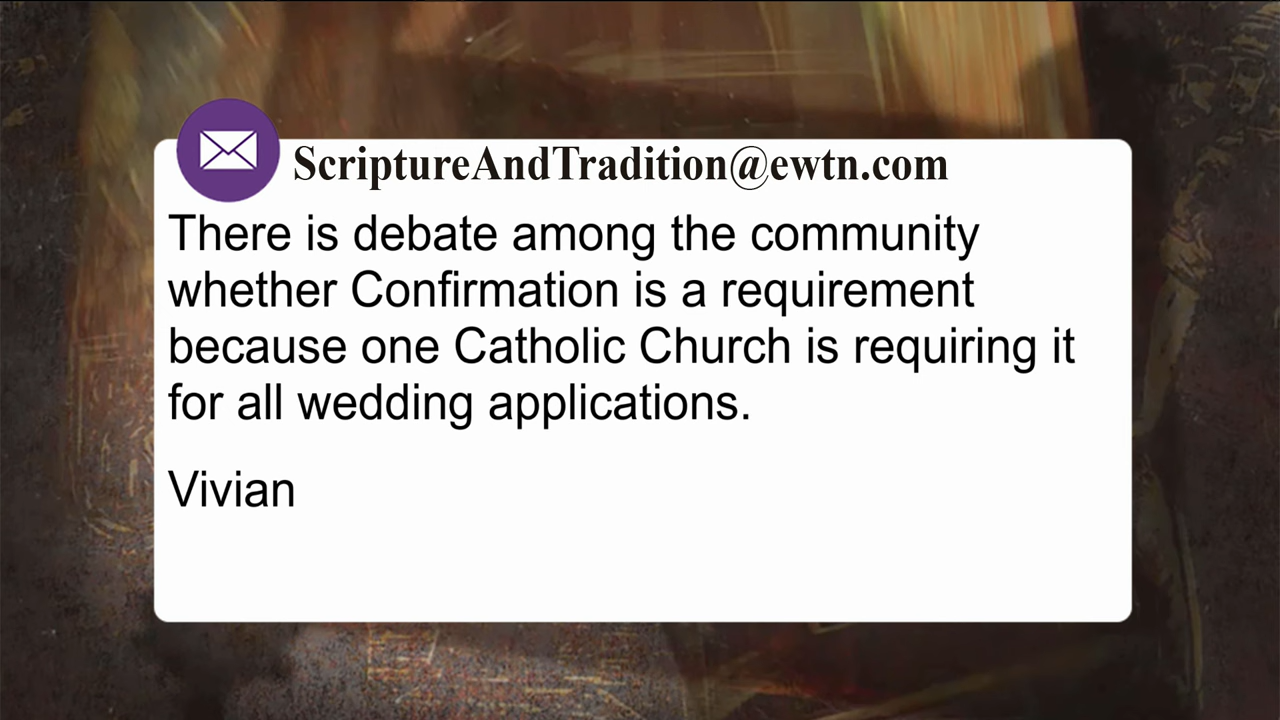 ScriptureAndTradition@ewtn.com
There is debate among the community
whether Confirmation is a requirement
because one Catholic Church is requiring it
for all wedding applications.
Vivian